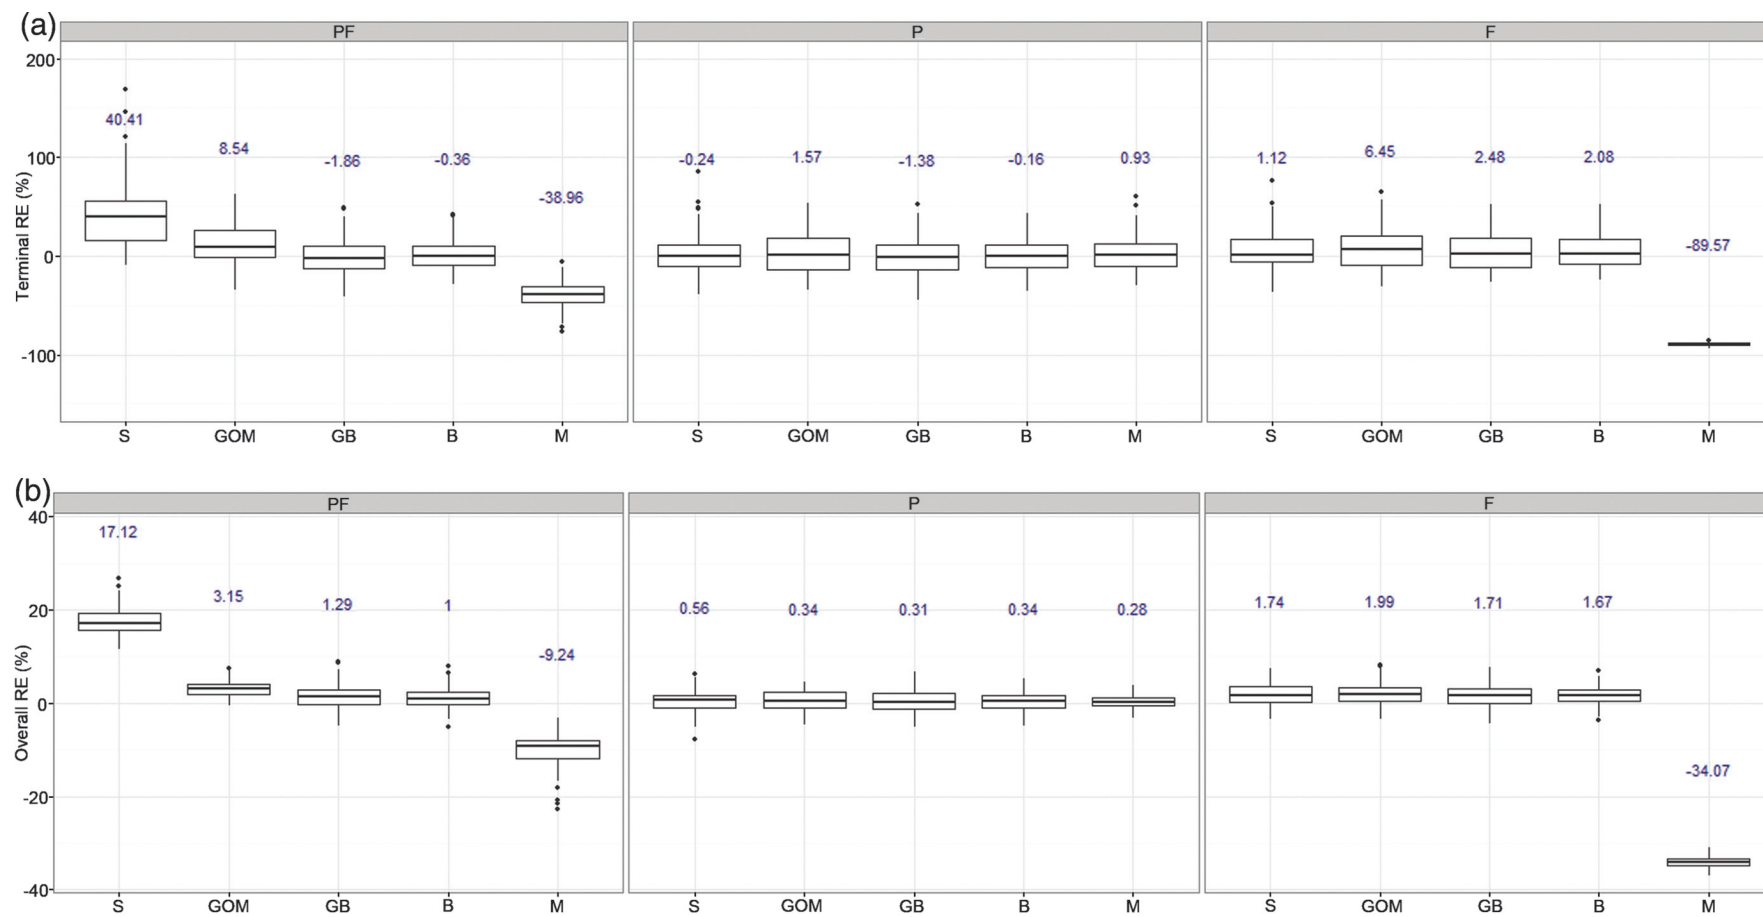 (a)
PF P F
Terminal RE (%)
200
100
0
-100
40.41 8.54 -1.86 -0.36 -38.96
-0.24 1.57 -1.38 -0.16 0.93
1.12 6.45 2.48 2.08 -89.57
S GOM GB B M S GOM GB B M S GOM GB B M
(b)
PF P F
Overall RE (%)
40
20
0
-20
-40
17.12 3.15 1.29 1 -9.24
0.56 0.34 0.31 0.34 0.28
1.74 1.99 1.71 1.67 -34.07
S GOM GB B M S GOM GB B M S GOM GB B M